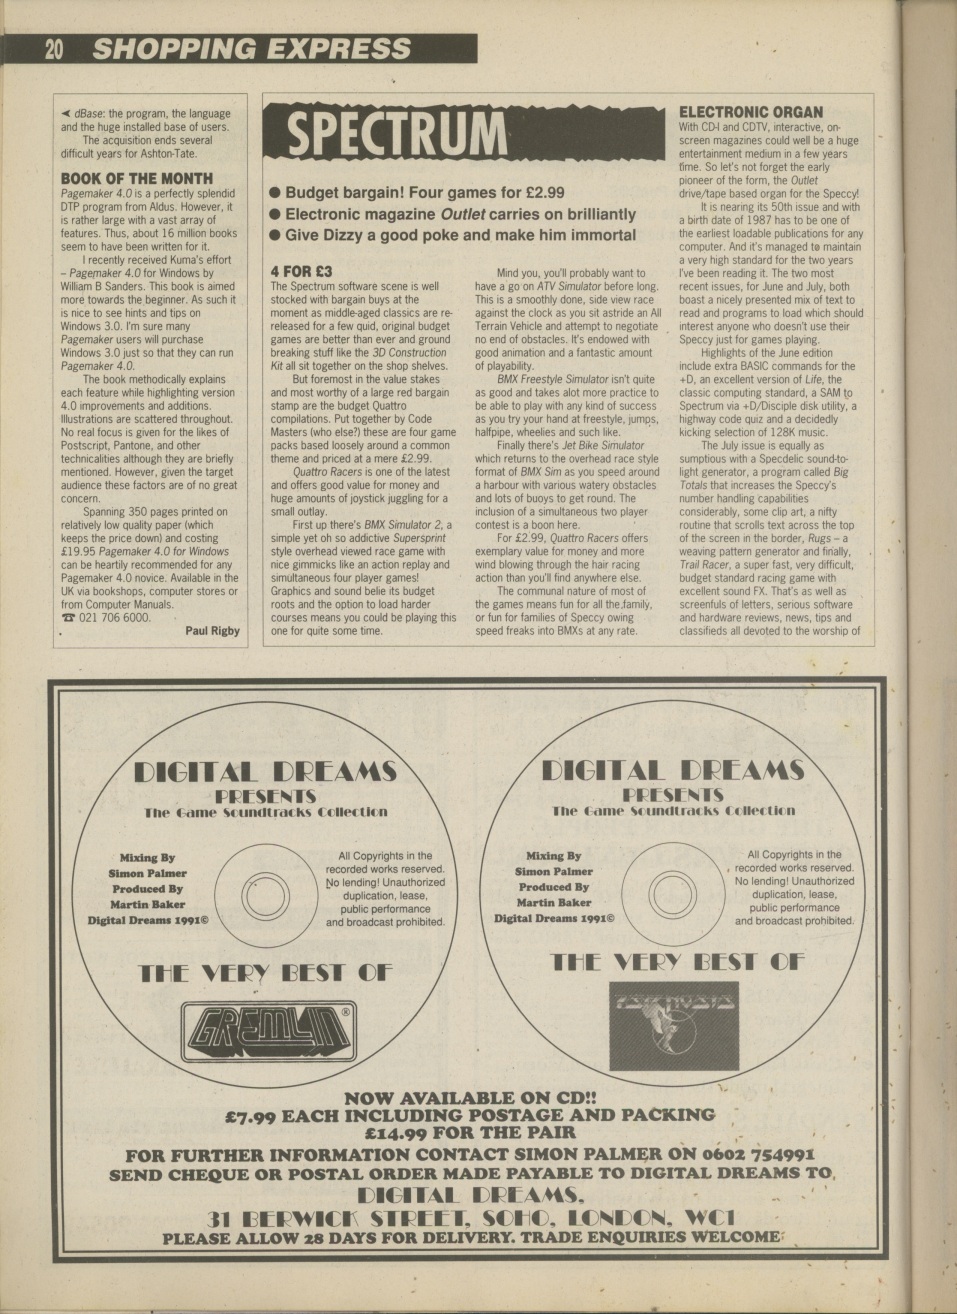 20 SHOPPING EXPRESS
◄ dBase: the program, the language
and the huge installed base of users.
The acquisition ends several
difficult years for Ashton-Tate.
BOOK OF THE MONTH
Pagemaker 4.0 is a perfectly splendid
DTP program from Aldus. However, it
is rather large with a vast array of
features. Thus, about 16 million books
seem to have been written for it.
I recently received Kuma's effort
– Pagemaker 4.0 for Windows by
William B Sanders. This book is aimed
more towards the beginner. As such it
is nice to see hints and tips on
Windows 3.0. I'm sure many
Pagemaker users will purchase
Windows 3.0 just so that they can run
Pagemaker 4.0.
The book methodically explains
each feature while highlighting version
4.0 improvements and additions.
Illustrations are scattered throughout.
No real focus is given for the likes of
Postscript, Pantone, and other
technicalities although they are briefly
mentioned. However, given the target
audience these factors are of no great
concern.
Spanning 350 pages printed on
relatively low quality paper (which
keeps the price down) and costing
£19.95 Pagemaker 4.0 for Windows
can be heartily recommended for any
Pagemaker 4.0 novice. Available in the
UK via bookshops, computer stores or
from Computer Manuals.
☎ 021 706 6000.
Paul Rigby
SPECTRUM
● Budget bargain! Four games for £2.99
● Electronic magazine Outlet carries on brilliantly
● Give Dizzy a good poke and make him immortal
4 FOR £3
The Spectrum software scene is well
stocked with bargain buys at the
moment as middle-aged classics are re-
released for a few quid, original budget
games are better than ever and ground
breaking stuff like the 3D Construction
Kit all sit together on the shop shelves.
But foremost in the value stakes
and most worthy of a large red bargain
stamp are the budget Quattro
compilations. Put together by Code
Masters (who else?) these are four game
packs based loosely around a common
theme and priced at a mere £2.99.
Quattro Racers is one of the latest
and offers good value for money and
huge amounts of joystick juggling for a
small outlay.
First up there's BMX Simulator 2, a
simple yet oh so addictive Supersprint
style overhead viewed race game with
nice gimmicks like an action replay and
simultaneous four player games!
Graphics and sound belie its budget
roots and the option to load harder
courses means you could be playing this
one for quite some time.
Mind you, you'll probably want to
have a go on ATV Simulator before long.
This is a smoothly done, side view race
against the clock as you sit astride an All
Terrain Vehicle and attempt to negotiate
no end of obstacles. It's endowed with
good animation and a fantastic amount
of playability.
BMX Freestyle Simulator isn't quite
as good and takes alot more practice to
be able to play with any kind of success
as you try your hand at freestyle, jumps,
halfpipe, wheelies and such like.
Finally there's Jet Bike Simulator
which returns to the overhead race style
format of BMX Sim as you speed around
a harbour with various watery obstacles
and lots of buoys to get round. The
inclusion of a simultaneous two player
contest is a boon here.
For £2.99, Quattro Racers offers
exemplary value for money and more
wind blowing through the hair racing
action than you'll find anywhere else.
The communal nature of most of
the games means fun for all the family,
or fun for families of Speccy owing
speed freaks into BMXs at any rate.
ELECTRONIC ORGAN
With CD-I and CDTV, interactive, on-
screen magazines could well be a huge
entertainment medium in a few years
time. So let's not forget the early
pioneer of the form, the Outlet
drive/tape based organ for the Speccy!
It is nearing its 50th issue and with
a birth date of 1987 has to be one of
the earliest loadable publications for any
computer. And it's managed to maintain
a very high standard for the two years
I've been reading it. The two most
recent issues, for June and July, both
boast a nicely presented mix of text to
read and programs to load which should
interest anyone who doesn't use their
Speccy just for games playing.
Highlights of the June edition
include extra BASIC commands for the
+D, an excellent version of Life, the
classic computing standard, a SAM to
Spectrum via +D/Disciple disk utility, a
highway code quiz and a decidedly
kicking selection of 128K music.
The July issue is equally as
sumptious with a Specdelic sound-to-
light generator, a program called Big
Totals that increases the Speccy's
number handling capabilities
considerably, some clip art, a nifty
routine that scrolls text across the top
of the screen in the border, Rugs – a
weaving pattern generator and finally,
Trail Racer, a super fast, very difficult,
budget standard racing game with
excellent sound FX. That's as well as
screenfuls of letters, serious software
and hardware reviews, news, tips and
classifieds all devoted to the worship of
DIGITAL DREAMS
PRESENTS
The Game Soundtracks Collection
Mixing By
Simon Palmer
Produced By
Martin Baker
Digital Dreams 1991©
All Copyrights in the
recorded works reserved.
No lending! Unauthorized
duplication, lease,
public performance
and broadcast prohibited.
THE VERY BEST OF
GREMLIN®
DIGITAL DREAMS
PRESENTS
The Game Soundtracks Collection
Mixing By
Simon Palmer
Produced By
Martin Baker
Digital Dreams 1991©
All Copyrights in the
recorded works reserved.
No lending! Unauthorized
duplication, lease,
public performance
and broadcast prohibited.
THE VERY BEST OF
PSYGNOSIS
NOW AVAILABLE ON CD!!
£7.99 EACH INCLUDING POSTAGE AND PACKING
£14.99 FOR THE PAIR
FOR FURTHER INFORMATION CONTACT SIMON PALMER ON 0602 754991
SEND CHEQUE OR POSTAL ORDER MADE PAYABLE TO DIGITAL DREAMS TO,
DIGITAL DREAMS,
31 BERWICK STREET, SOHO, LONDON, WC1
PLEASE ALLOW 28 DAYS FOR DELIVERY. TRADE ENQUIRIES WELCOME